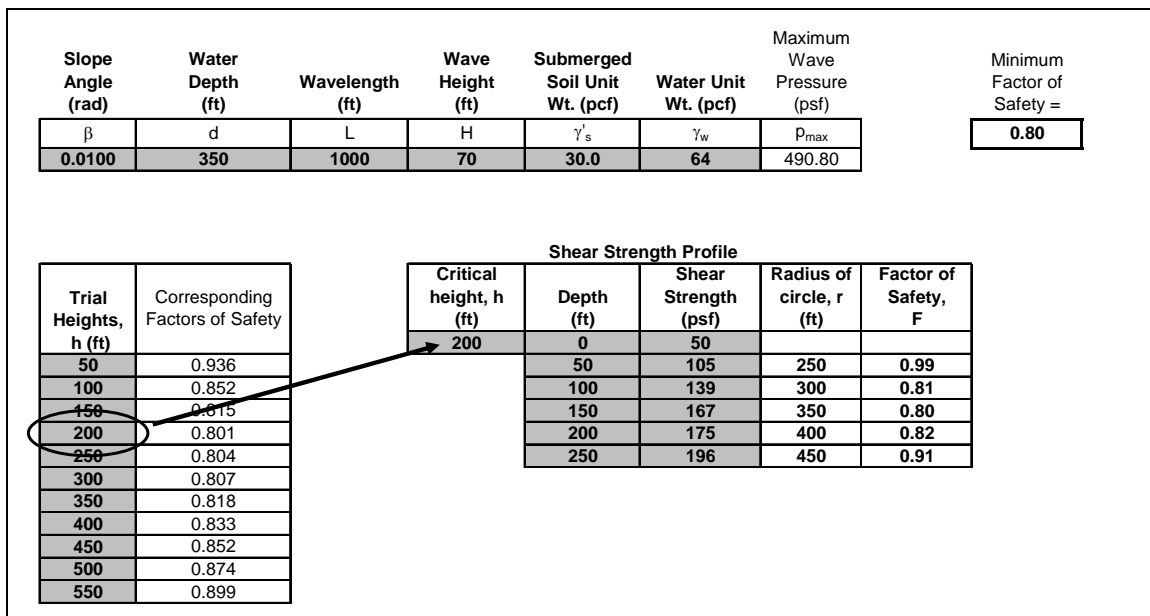 Slope Angle (rad) Water Depth (ft) Wavelength (ft) Wave Height (ft) Submerged Soil Unit Wt. (pcf) Water Unit Wt. (pcf) Maximum Wave Pressure (psf) Minimum Factor of Safety =
β d L H γ's γw pmax 0.80
0.0100 350 1000 70 30.0 64 490.80
Shear Strength Profile
Trial Heights, h (ft) Corresponding Factors of Safety
Critical height, h (ft) Depth (ft) Shear Strength (psf) Radius of circle, r (ft) Factor of Safety, F
200 0 50
50 0.936 50 105 250 0.99
100 0.852 100 139 300 0.81
150 0.815 150 167 350 0.80
200 0.801 200 175 400 0.82
250 0.804 250 196 450 0.91
300 0.807
350 0.818
400 0.833
450 0.852
500 0.874
550 0.899